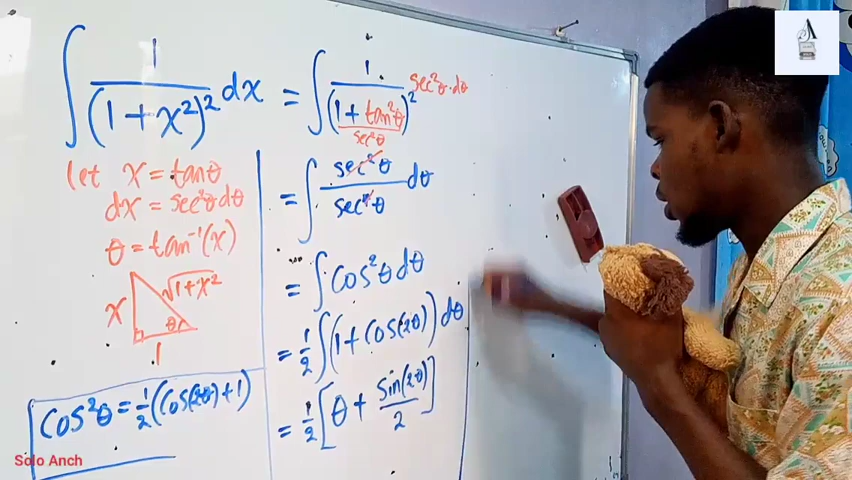 ∫ 1/(1+x²)² dx = ∫ 1/(1+tan²θ)² sec²θ·dθ
sec²θ
let x = tanθ
dx = sec²θdθ
θ = tan⁻¹(x)
x √1+x²
θ
1
cos²θ = 1/2(cos(2θ)+1)
= ∫ sec²θ/sec⁴θ dθ
= ∫ cos²θ dθ
= 1/2 ∫(1 + cos(2θ)) dθ
= 1/2 [θ + sin(2θ)/2]
Solo Anch